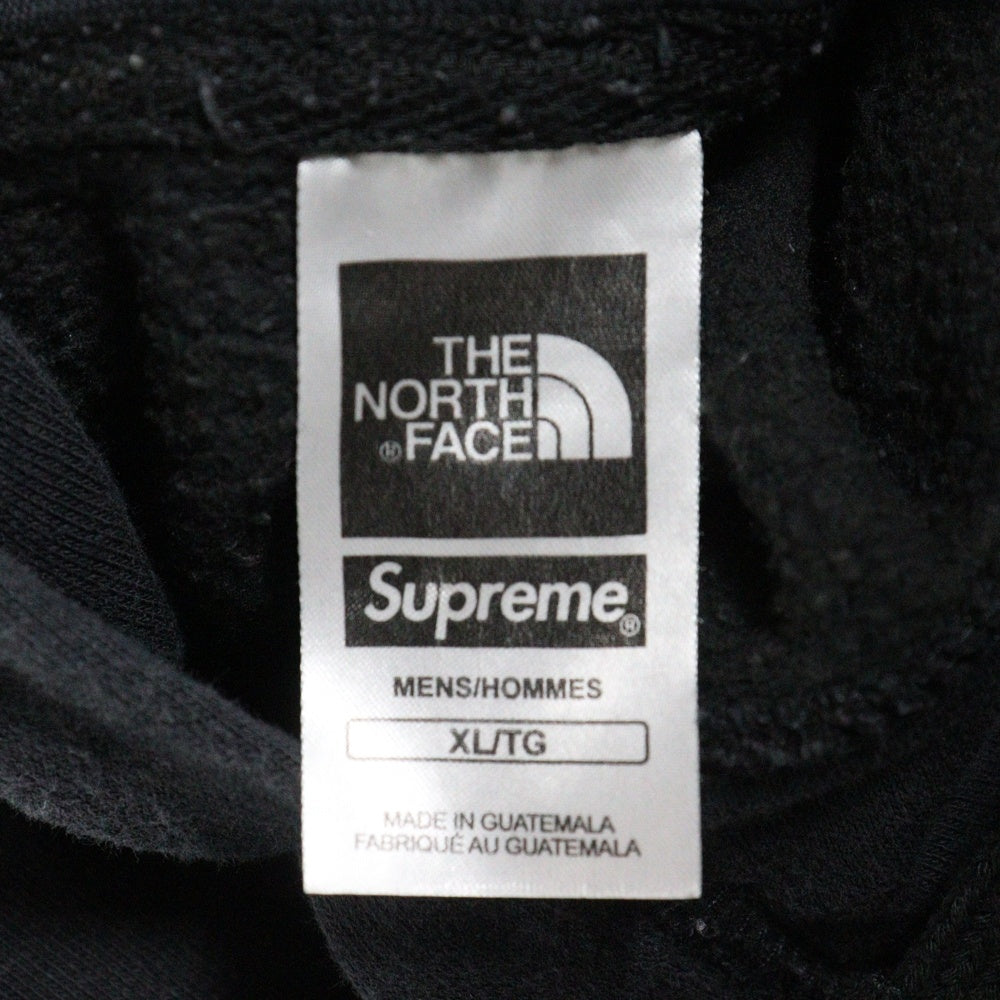 THE
NORTH
®FACE
Supreme®
MENS/HOMMES
XL/TG
MADE IN GUATEMALA
FABRIQUÉ AU GUATEMALA